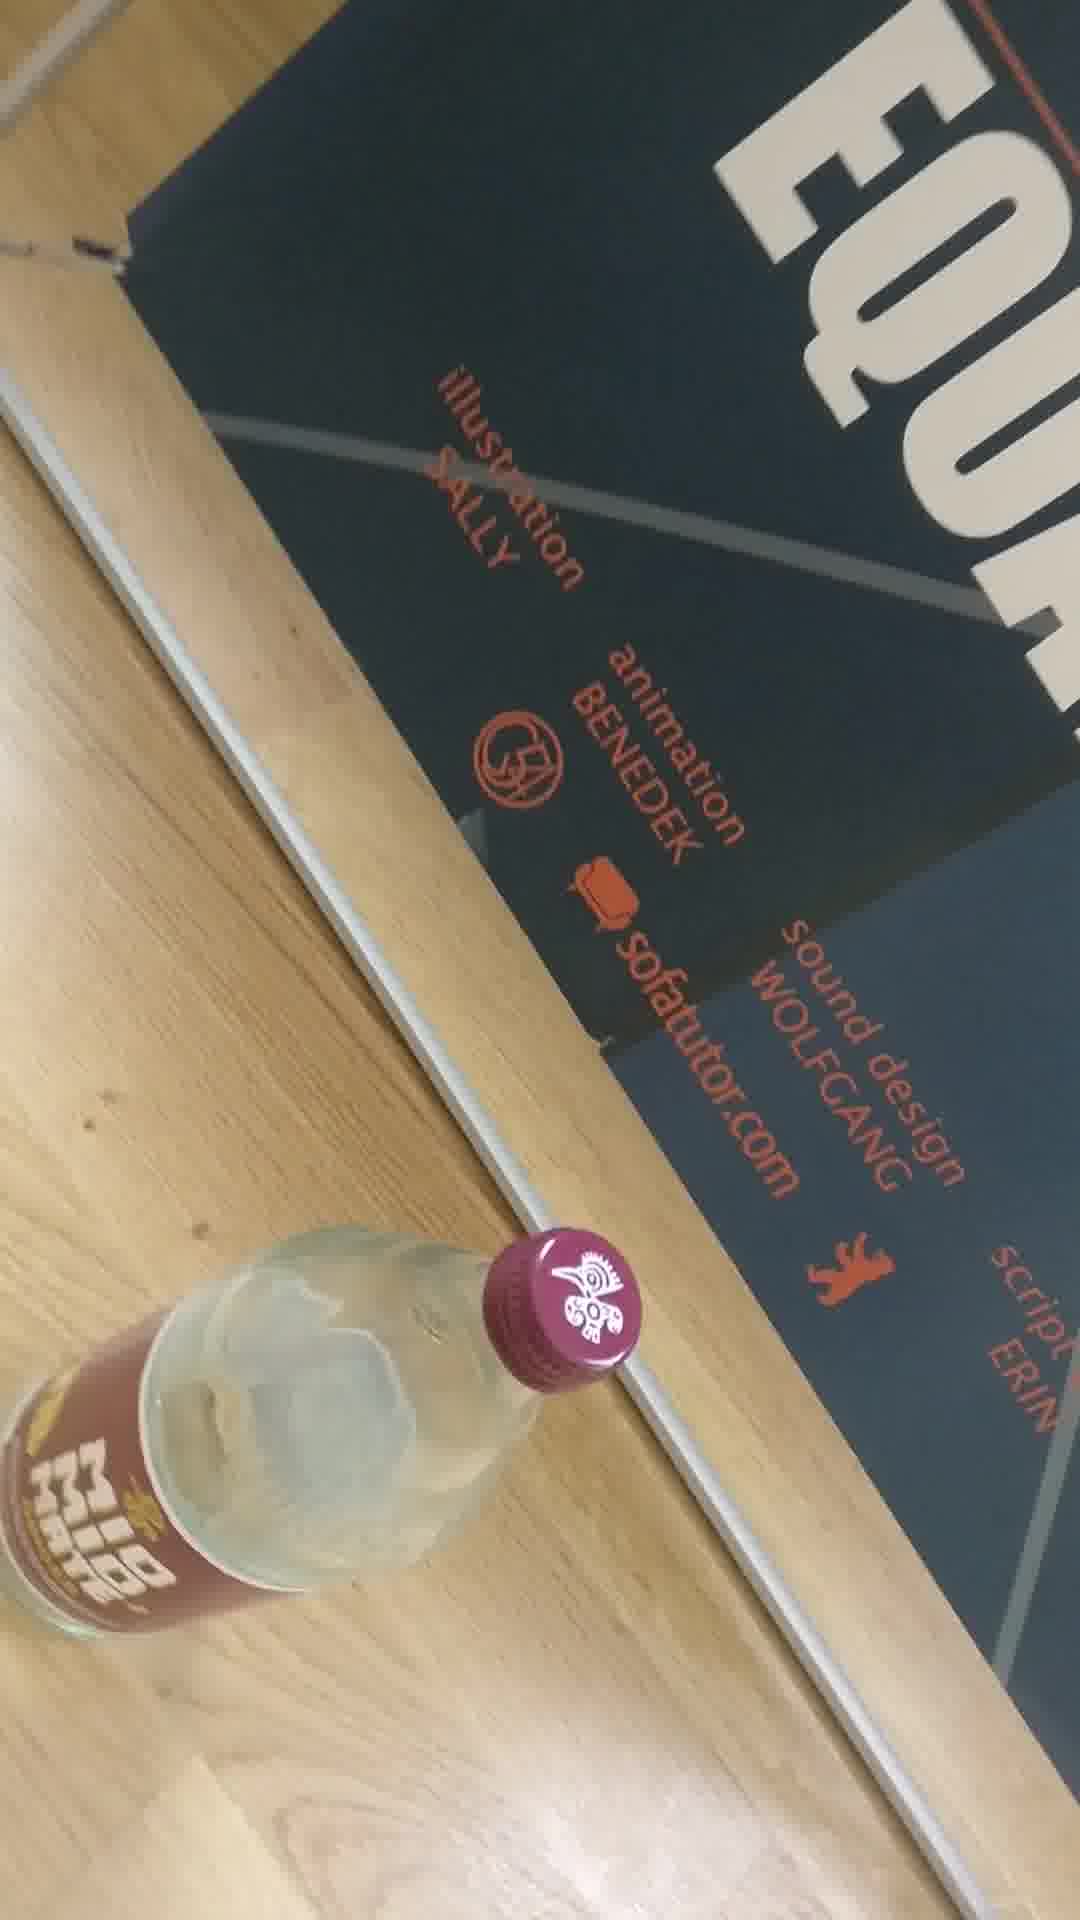 EQUA
illustration
SALLY
animation
BENEDEK
sound design
WOLFGANG
script
ERIN
sofatutor.com
MIO
MIO
MATE